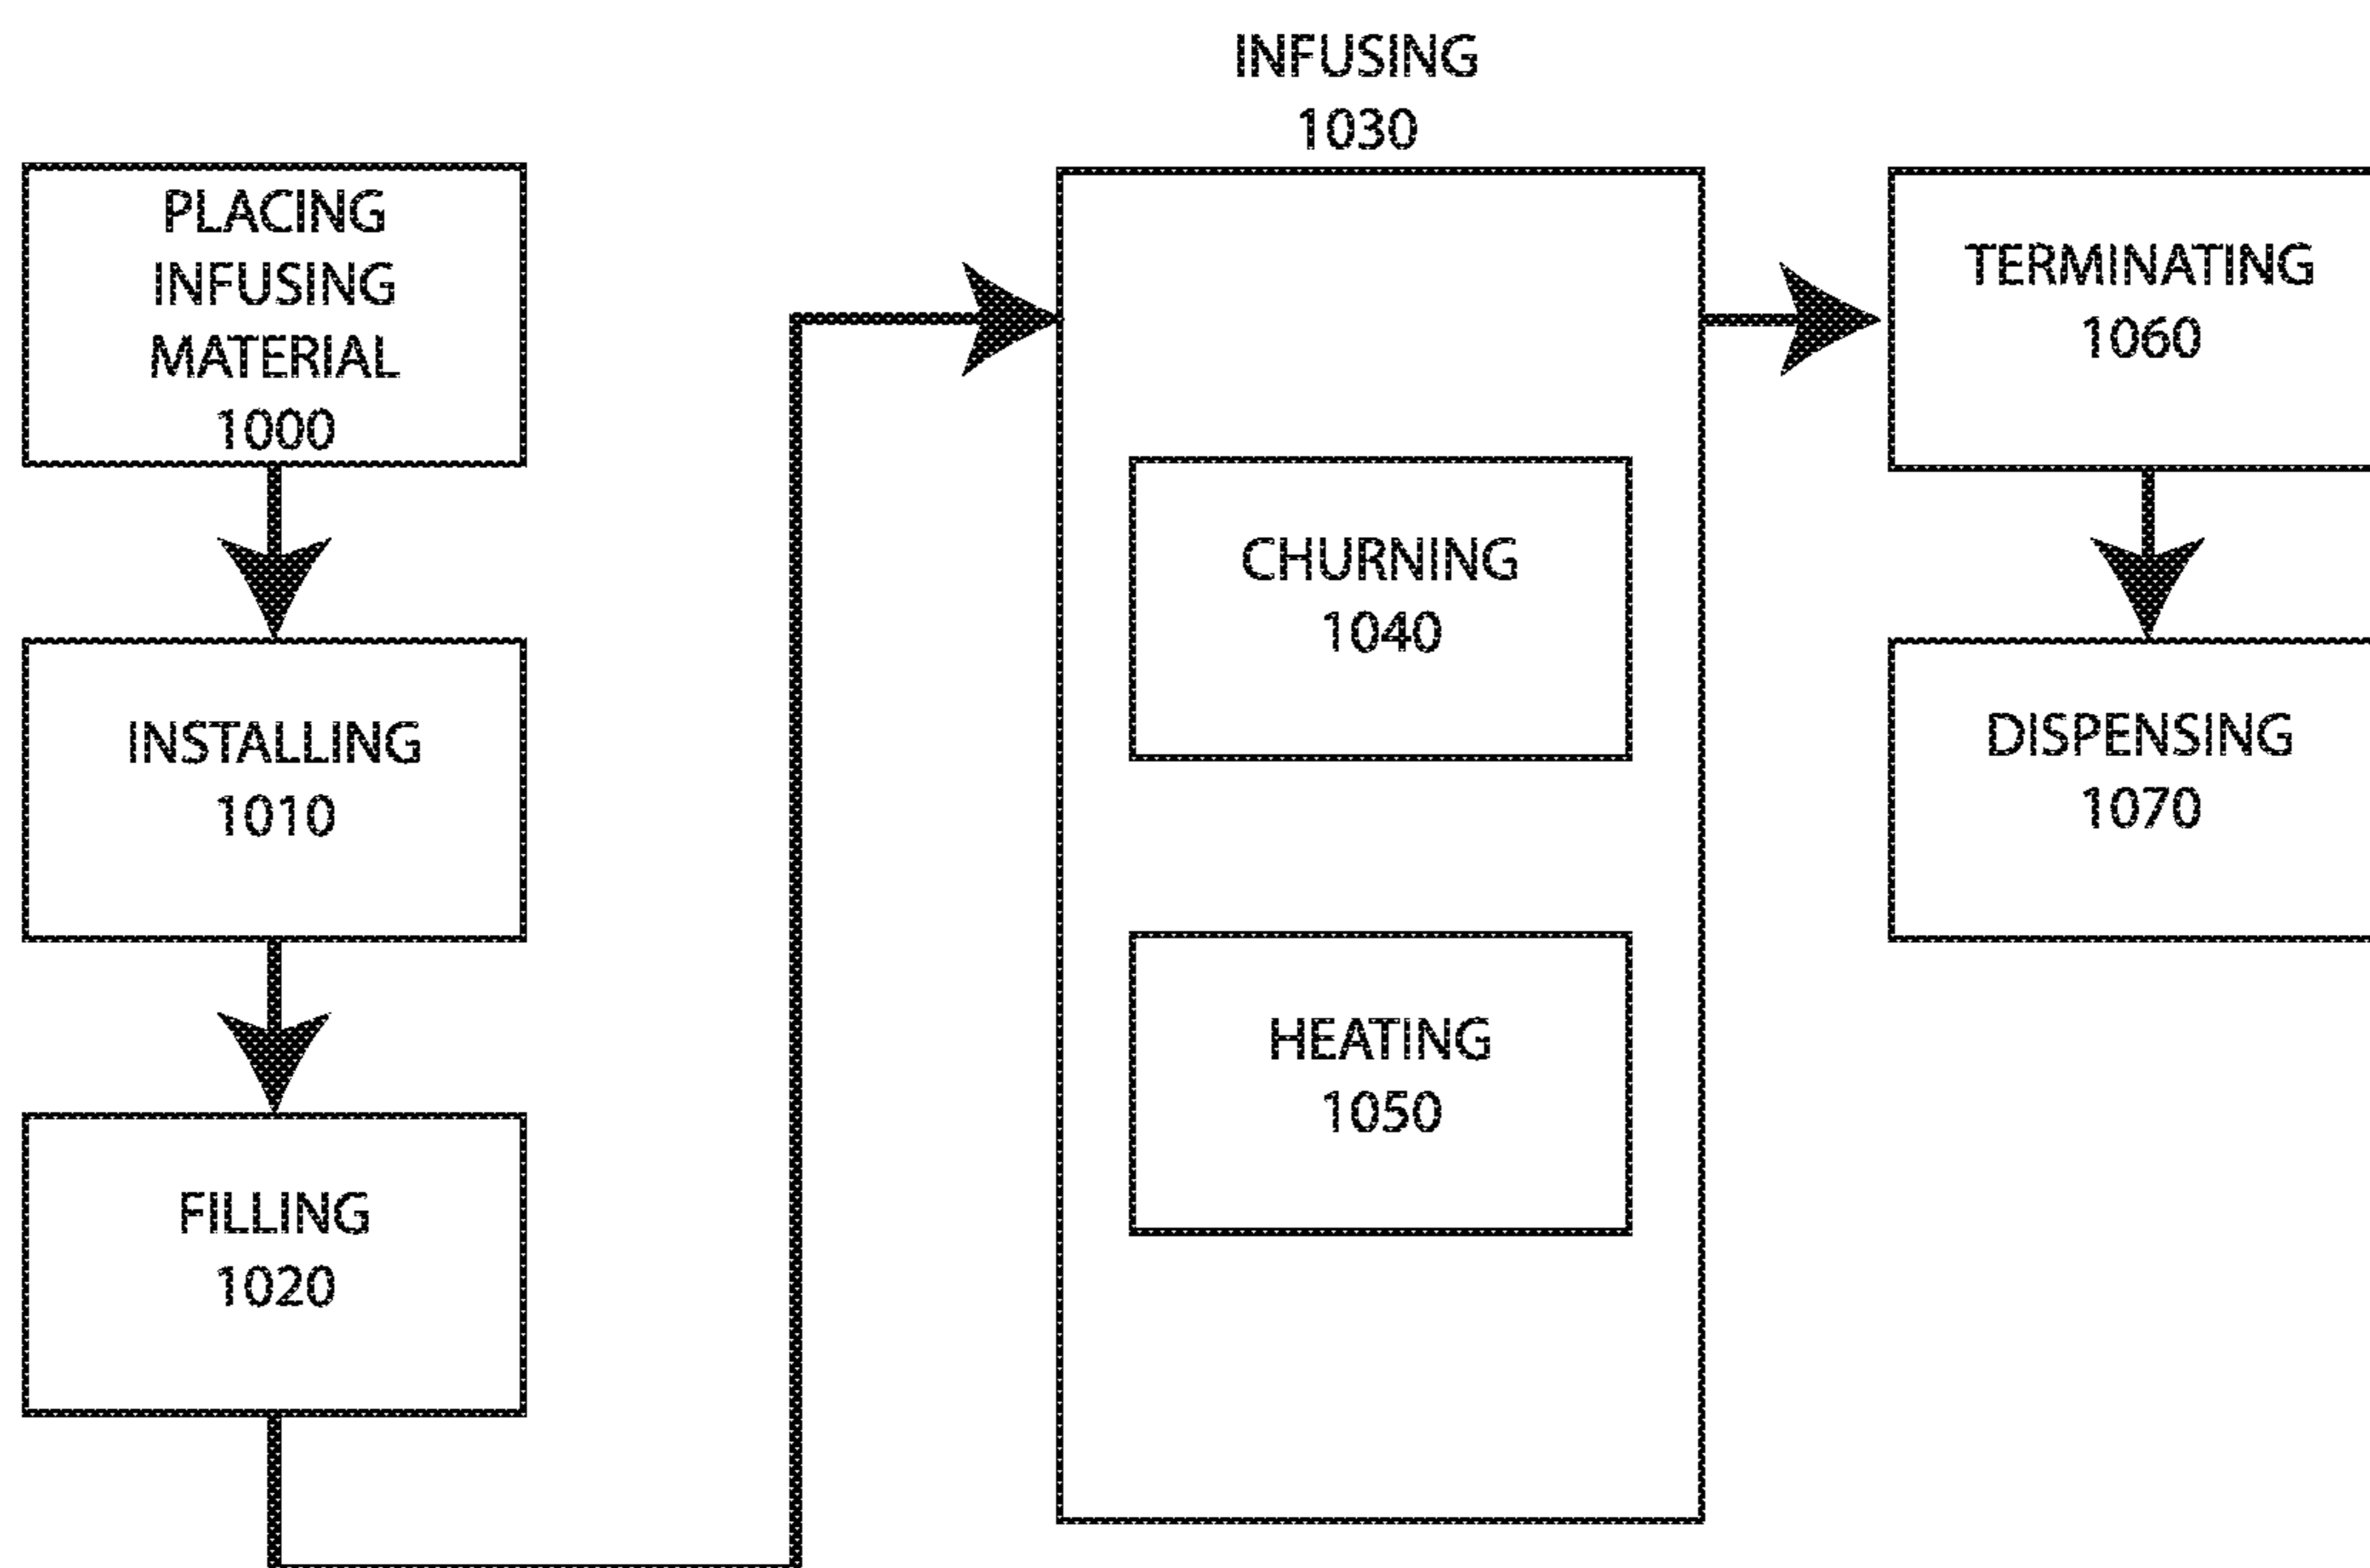 PLACING
INFUSING
MATERIAL
1000
INSTALLING
1010
FILLING
1020
INFUSING
1030
CHURNING
1040
HEATING
1050
TERMINATING
1060
DISPENSING
1070